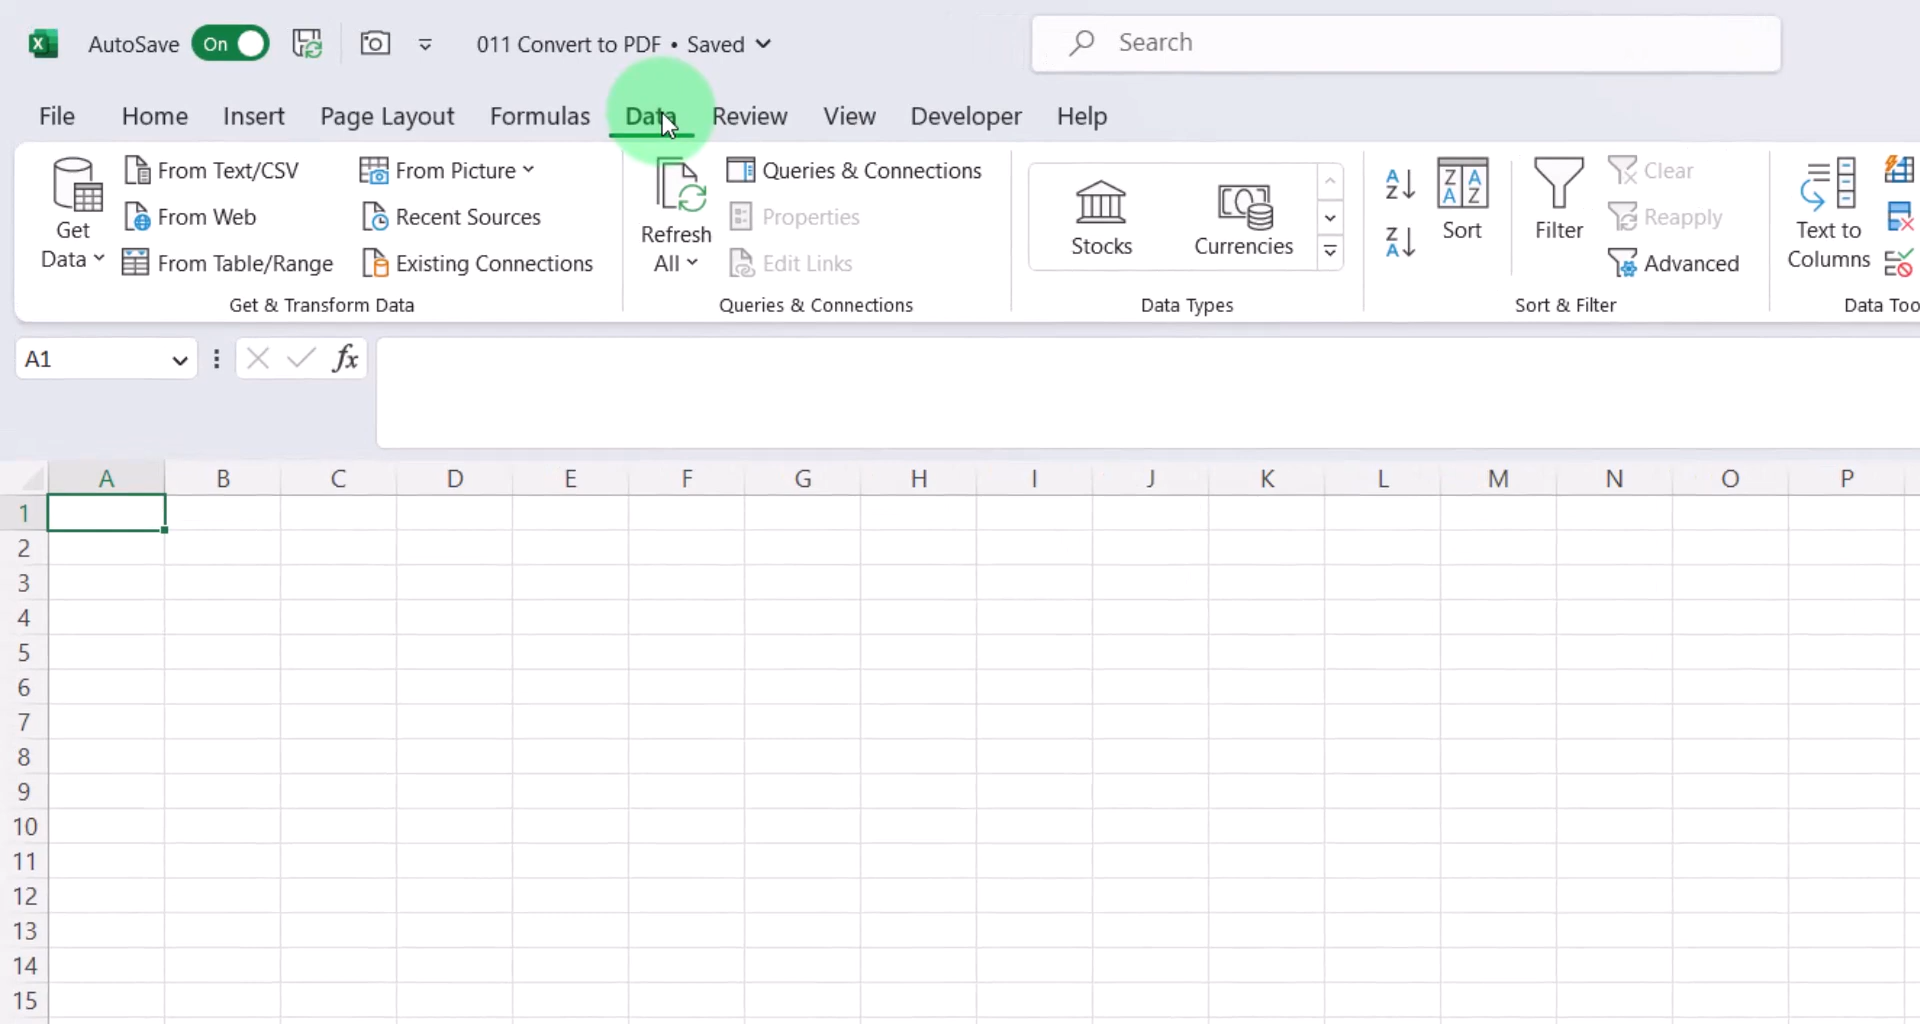 AutoSave On 011 Convert to PDF • Saved Search
File Home Insert Page Layout Formulas Data Review View Developer Help
Get Data
From Text/CSV
From Web
From Table/Range
From Picture
Recent Sources
Existing Connections
Get & Transform Data
Refresh All
Queries & Connections
Properties
Edit Links
Queries & Connections
Stocks
Currencies
Data Types
Sort
Filter
Clear
Reapply
Advanced
Sort & Filter
Text to
Columns
Data Too
A1
fx
A B C D E F G H I J K L M N O P
1
2
3
4
5
6
7
8
9
10
11
12
13
14
15